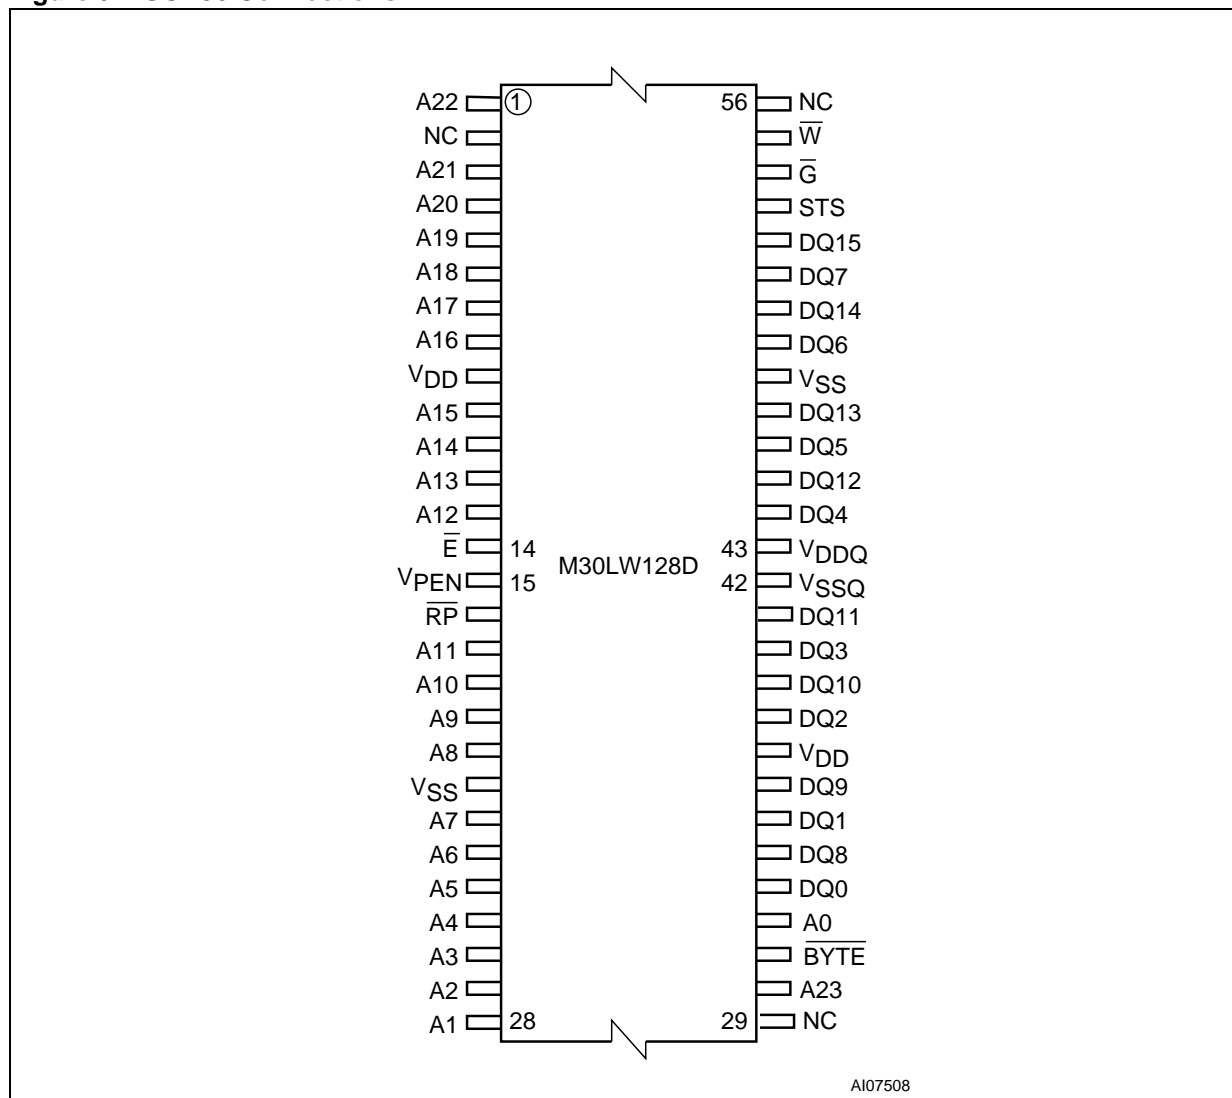 A22 1 56 NC
NC W̅
A21 G̅
A20 STS
A19 DQ15
A18 DQ7
A17 DQ14
A16 DQ6
VDD VSS
A15 DQ13
A14 DQ5
A13 DQ12
A12 DQ4
E̅ 14 43 VDDQ
M30LW128D
VPEN 15 42 VSSQ
R̅P̅ DQ11
A11 DQ3
A10 DQ10
A9 DQ2
A8 VDD
VSS DQ9
A7 DQ1
A6 DQ8
A5 DQ0
A4 A0
A3 B̅Y̅T̅E̅
A2 A23
A1 28 29 NC
AI07508